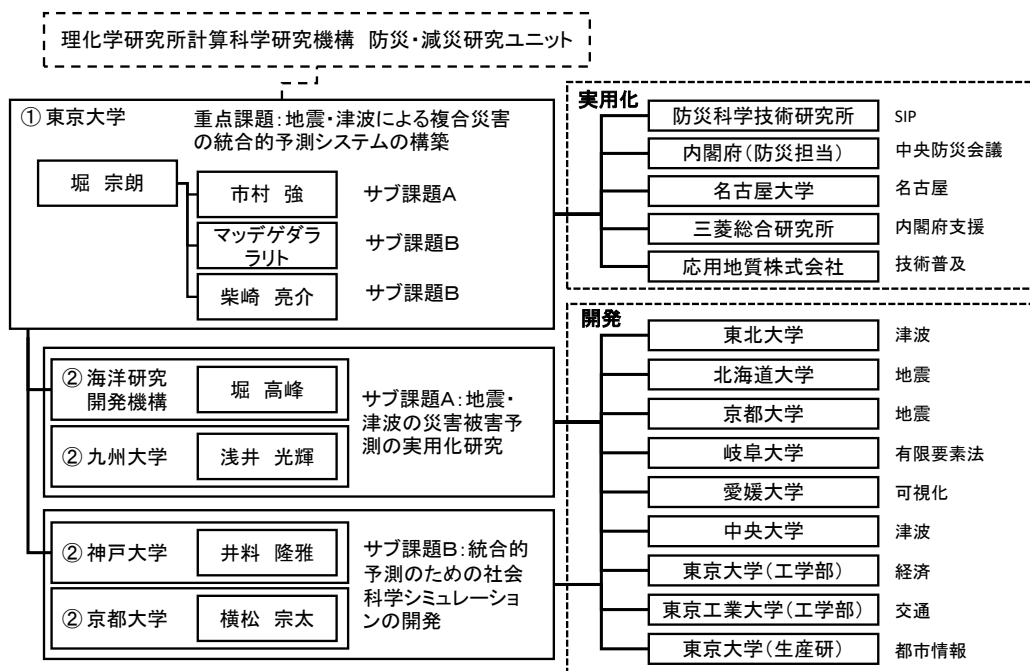 理化学研究所計算科学研究機構 防災・減災研究ユニット
① 東京大学
重点課題：地震・津波による複合災害
の統合的予測システムの構築
堀 宗朗
市村 強
サブ課題A
マッデゲダラ
ラリト
サブ課題B
柴崎 亮介
サブ課題B
② 海洋研究
開発機構
堀 高峰
② 九州大学
浅井 光輝
サブ課題A：地震・
津波の災害被害予
測の実用化研究
② 神戸大学
井料 隆雅
② 京都大学
横松 宗太
サブ課題B：統合的
予測のための社会
科学シミュレーショ
ンの開発
実用化
防災科学技術研究所 SIP
内閣府（防災担当） 中央防災会議
名古屋大学 名古屋
三菱総合研究所 内閣府支援
応用地質株式会社 技術普及
開発
東北大学 津波
北海道大学 地震
京都大学 地震
岐阜大学 有限要素法
愛媛大学 可視化
中央大学 津波
東京大学（工学部） 経済
東京工業大学（工学部） 交通
東京大学（生産研） 都市情報